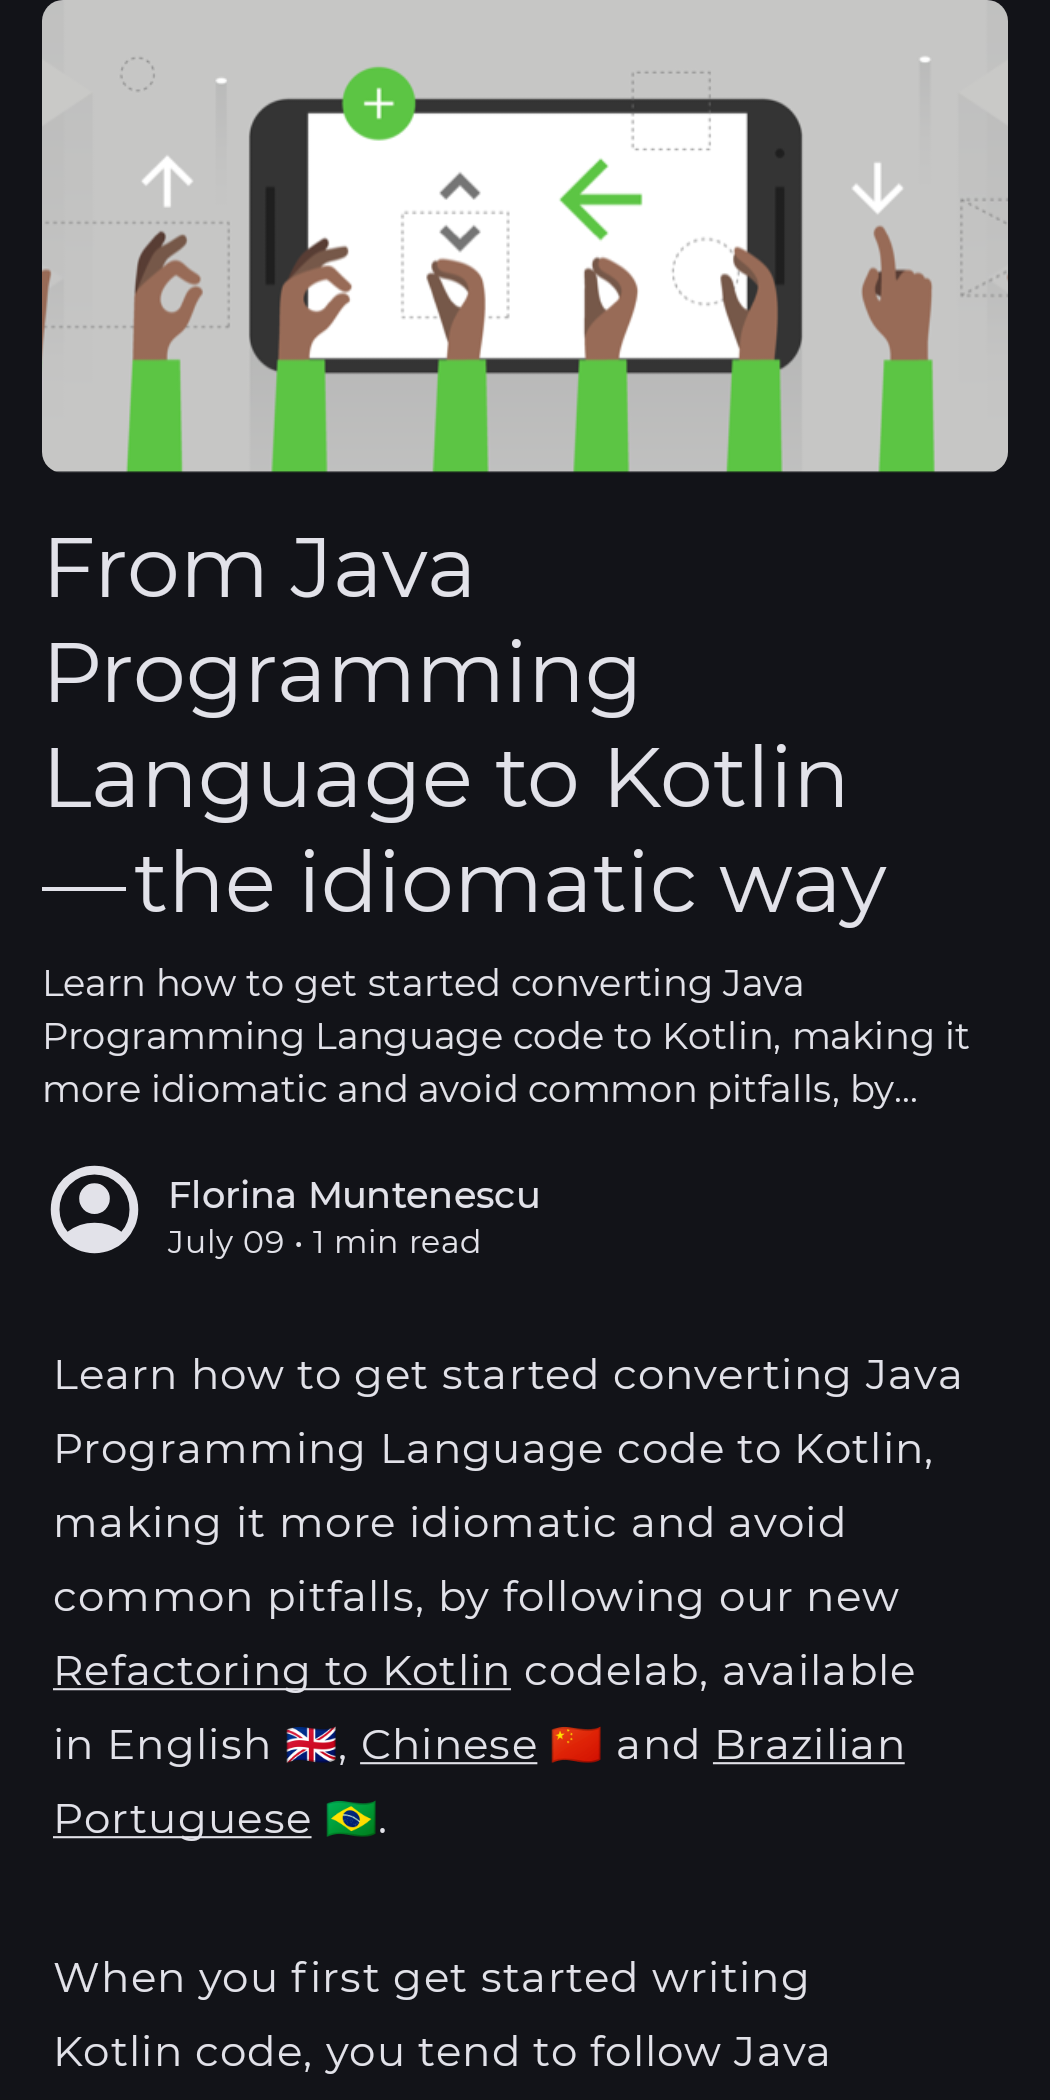 From Java
Programming
Language to Kotlin
—the idiomatic way
Learn how to get started converting Java
Programming Language code to Kotlin, making it
more idiomatic and avoid common pitfalls, by…
Florina Muntenescu
July 09 • 1 min read
Learn how to get started converting Java
Programming Language code to Kotlin,
making it more idiomatic and avoid
common pitfalls, by following our new
Refactoring to Kotlin codelab, available
in English 🇬🇧, Chinese 🇨🇳 and Brazilian
Portuguese 🇧🇷.
When you first get started writing
Kotlin code, you tend to follow Java